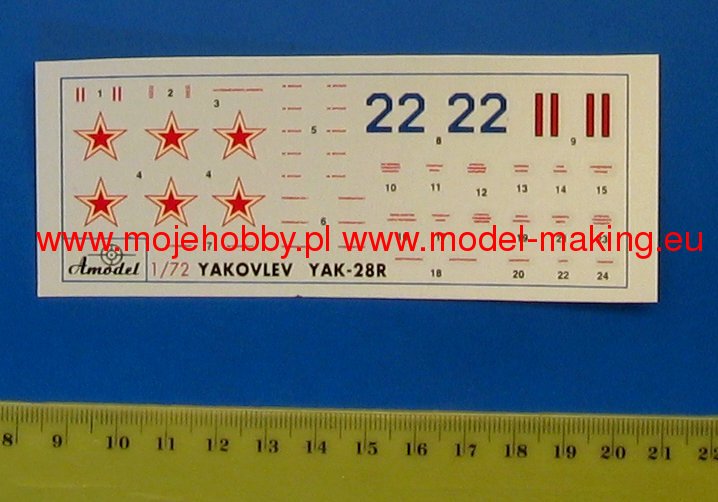 1 2 3 22 22
5 8 9
4 4
10 11 12 13 14 15
6
www.mojehobby.pl www.model-making.eu
Amodel 1/72 YAKOVLEV YAK-28R 18 20 22 24
8 9 10 11 12 13 14 15 16 17 18 19 20 21